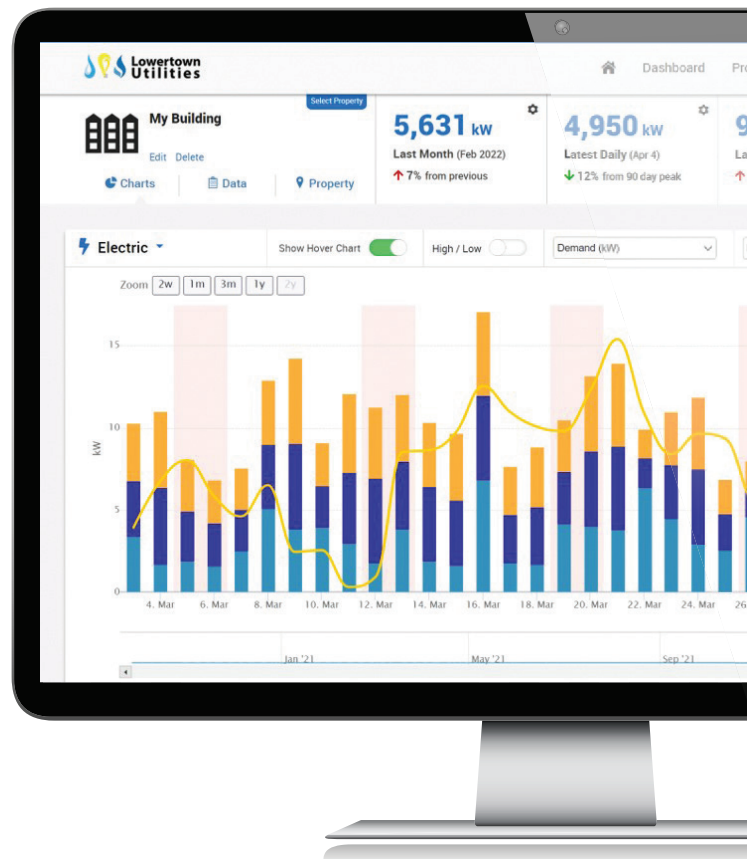 Lowertown
Utilities
Dashboard
Select Property
My Building
Edit Delete
Charts Data Property
5,631 kW
Last Month (Feb 2022)
7% from previous
4,950 kW
Latest Daily (Apr 4)
12% from 90 day peak
Electric
Show Hover Chart
High / Low
Demand (kW)
Zoom 2w 1m 3m 1y 2y
15
10
5
0
kW
4. Mar 6. Mar 8. Mar 10. Mar 12. Mar 14. Mar 16. Mar 18. Mar 20. Mar 22. Mar 24. Mar 26
Jan '21 May '21 Sep '21